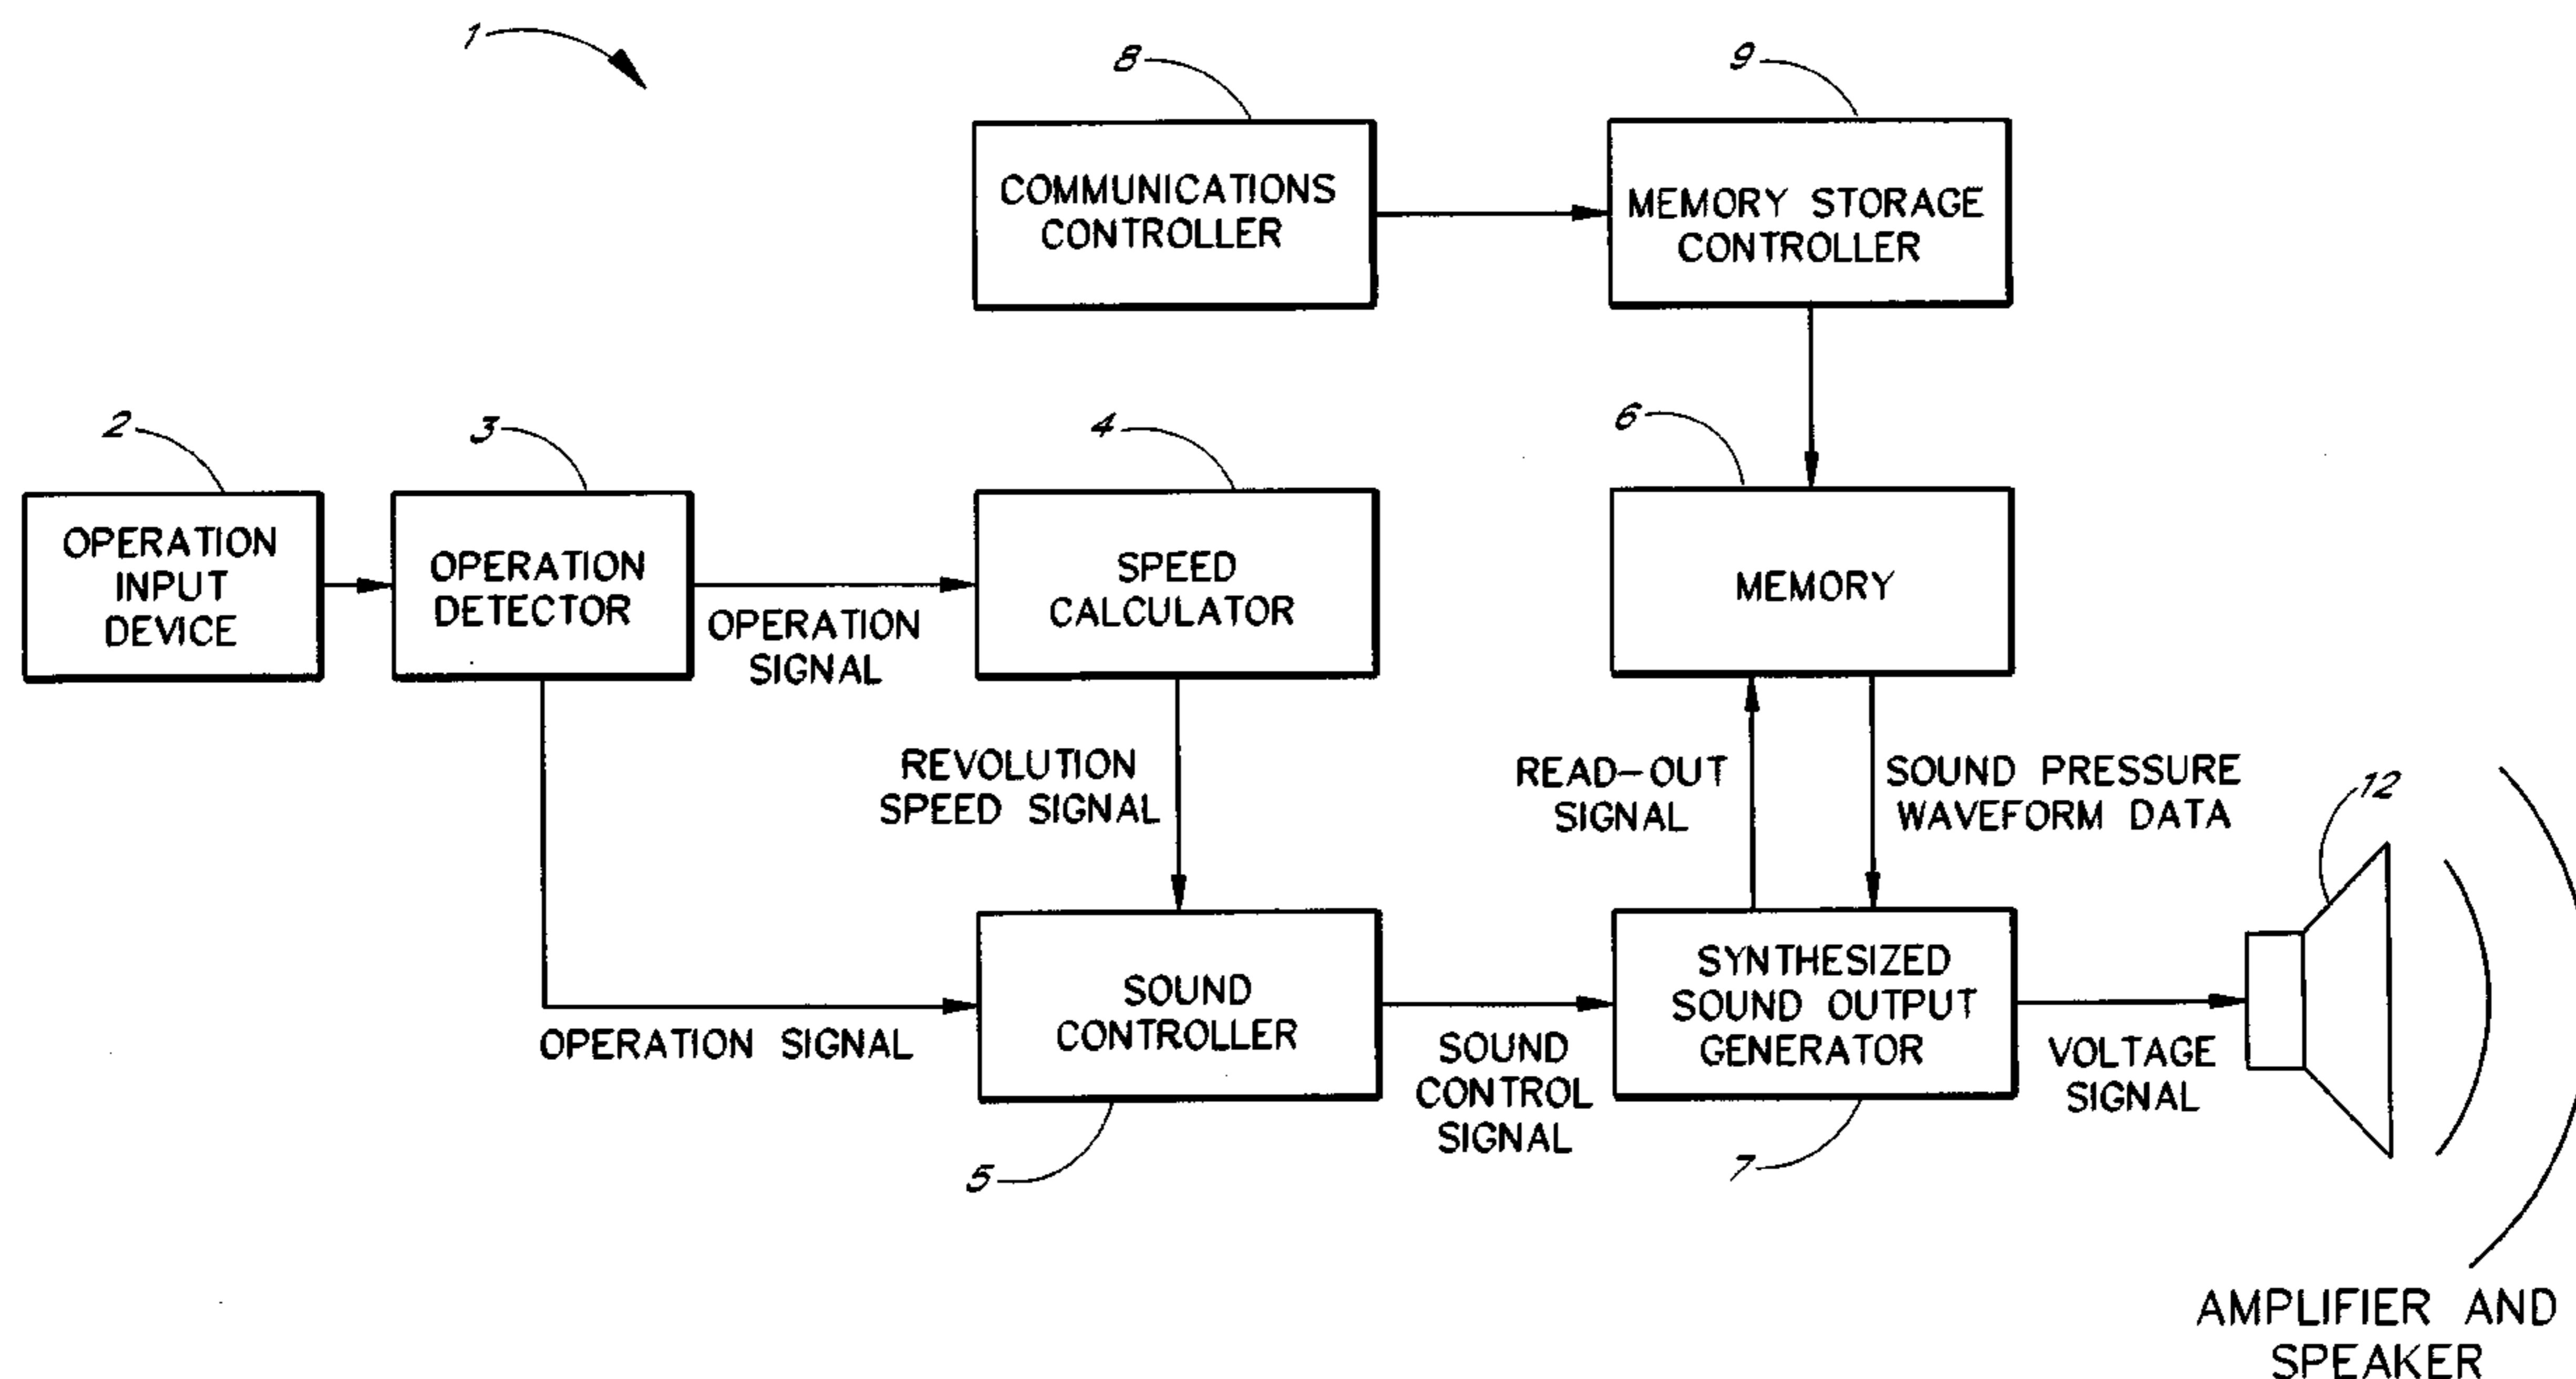 1
8
9
COMMUNICATIONS
CONTROLLER
MEMORY STORAGE
CONTROLLER
2
3
4
6
OPERATION
INPUT
DEVICE
OPERATION
DETECTOR
OPERATION
SIGNAL
SPEED
CALCULATOR
MEMORY
REVOLUTION
SPEED SIGNAL
READ-OUT
SIGNAL
SOUND PRESSURE
WAVEFORM DATA
12
OPERATION SIGNAL
SOUND
CONTROLLER
SOUND
CONTROL
SIGNAL
SYNTHESIZED
SOUND OUTPUT
GENERATOR
VOLTAGE
SIGNAL
5
7
AMPLIFIER AND
SPEAKER